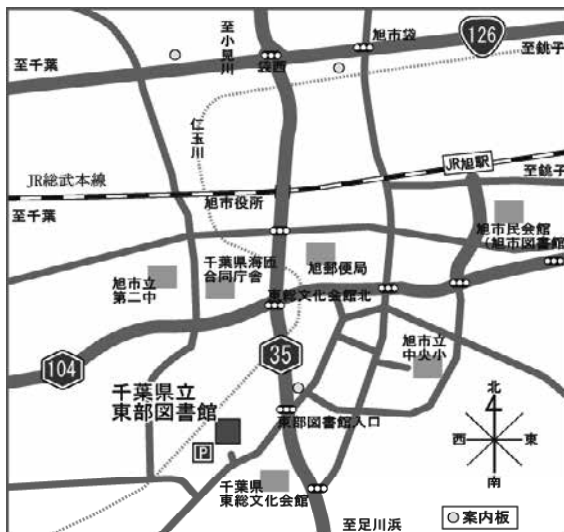 至小見川
旭市袋
126
至千葉
袋西
至銚子
仁玉川
JR旭駅
JR総武本線
至銚子
至千葉
旭市役所
旭市民会館
(旭市図書館
千葉県海匝
合同庁舎
旭郵便局
旭市立
第二中
東総文化会館北
旭市立
中央小
35
104
千葉県立
東部図書館
P
東部図書館入口
北
西
東
南
千葉県
東総文化会館
至足川浜
案内板